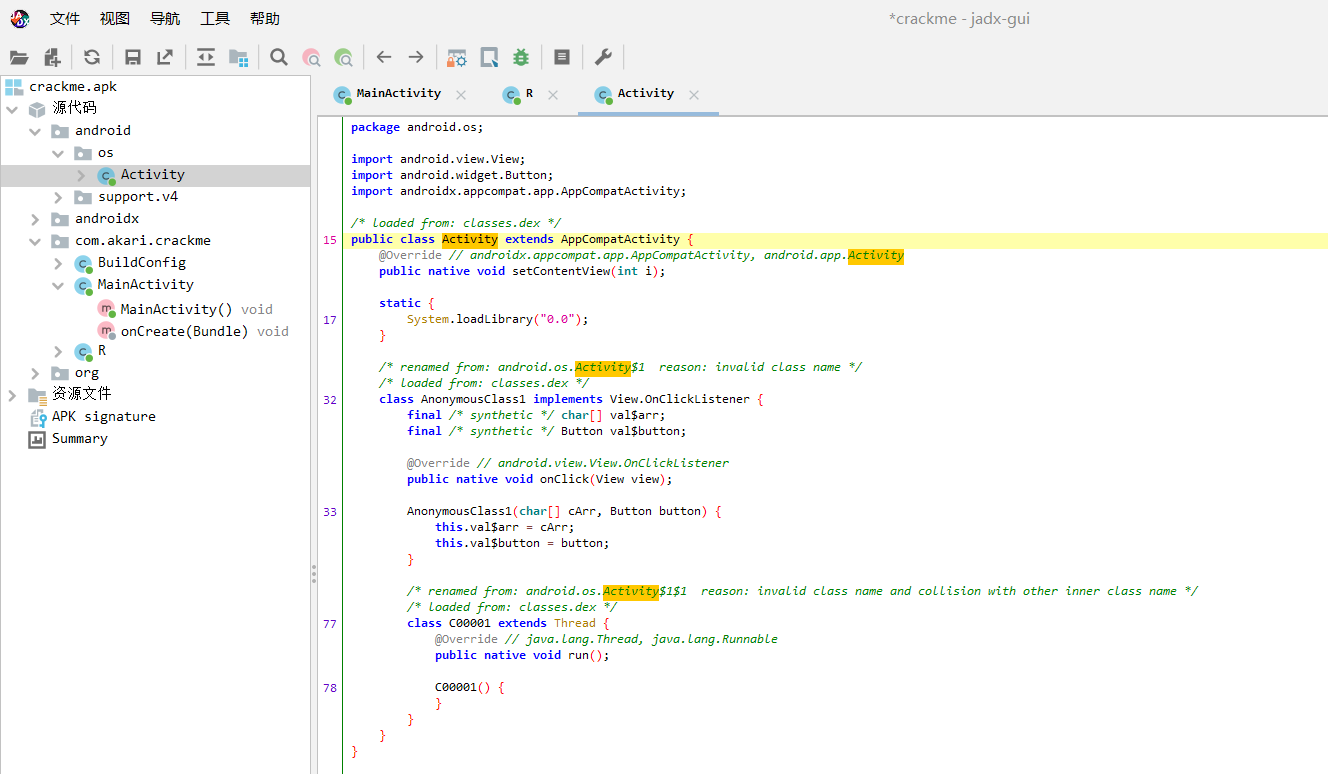 文件 视图 导航 工具 帮助
*crackme - jadx-gui
crackme.apk
源代码
android
os
Activity
support.v4
androidx
com.akari.crackme
BuildConfig
MainActivity
MainActivity() void
onCreate(Bundle) void
R
org
资源文件
APK signature
Summary
MainActivity R Activity
package android.os;
import android.view.View;
import android.widget.Button;
import androidx.appcompat.app.AppCompatActivity;
/* loaded from: classes.dex */
15 public class Activity extends AppCompatActivity {
@Override // androidx.appcompat.app.AppCompatActivity, android.app.Activity
public native void setContentView(int i);
static {
17 System.loadLibrary("0.0");
}
/* renamed from: android.os.Activity$1  reason: invalid class name */
/* loaded from: classes.dex */
32 class AnonymousClass1 implements View.OnClickListener {
final /* synthetic */ char[] val$arr;
final /* synthetic */ Button val$button;
@Override // android.view.View.OnClickListener
public native void onClick(View view);
33 AnonymousClass1(char[] cArr, Button button) {
this.val$arr = cArr;
this.val$button = button;
}
/* renamed from: android.os.Activity$1$1  reason: invalid class name and collision with other inner class name */
/* loaded from: classes.dex */
77 class C00001 extends Thread {
@Override // java.lang.Thread, java.lang.Runnable
public native void run();
78 C00001() {
}
}
}
}